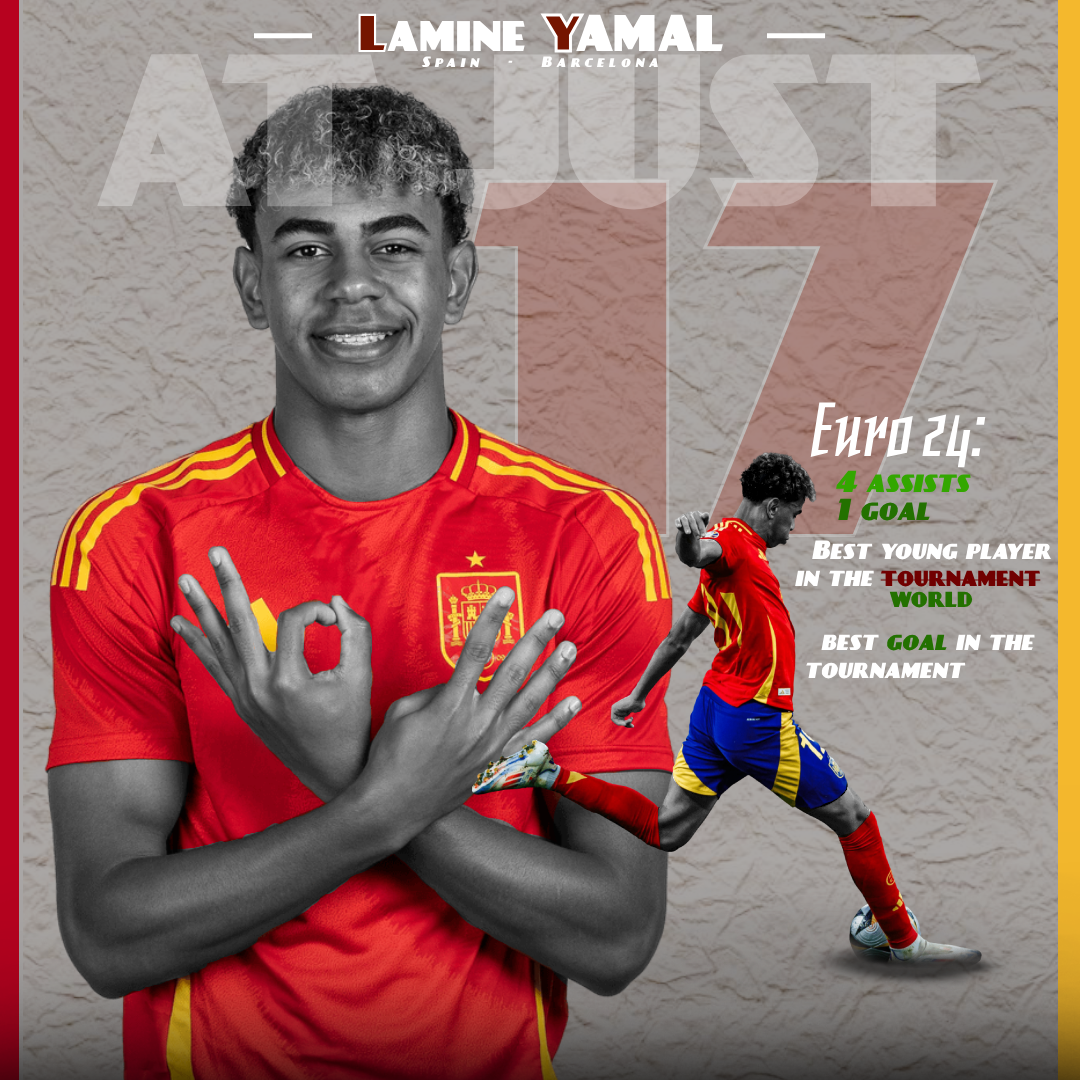 LAMINE YAMAL
SPAIN - BARCELONA
AT JUST
17
Euro 24:
4 ASSISTS
1 GOAL
BEST YOUNG PLAYER
IN THE TOURNAMENT
WORLD
BEST GOAL IN THE
TOURNAMENT